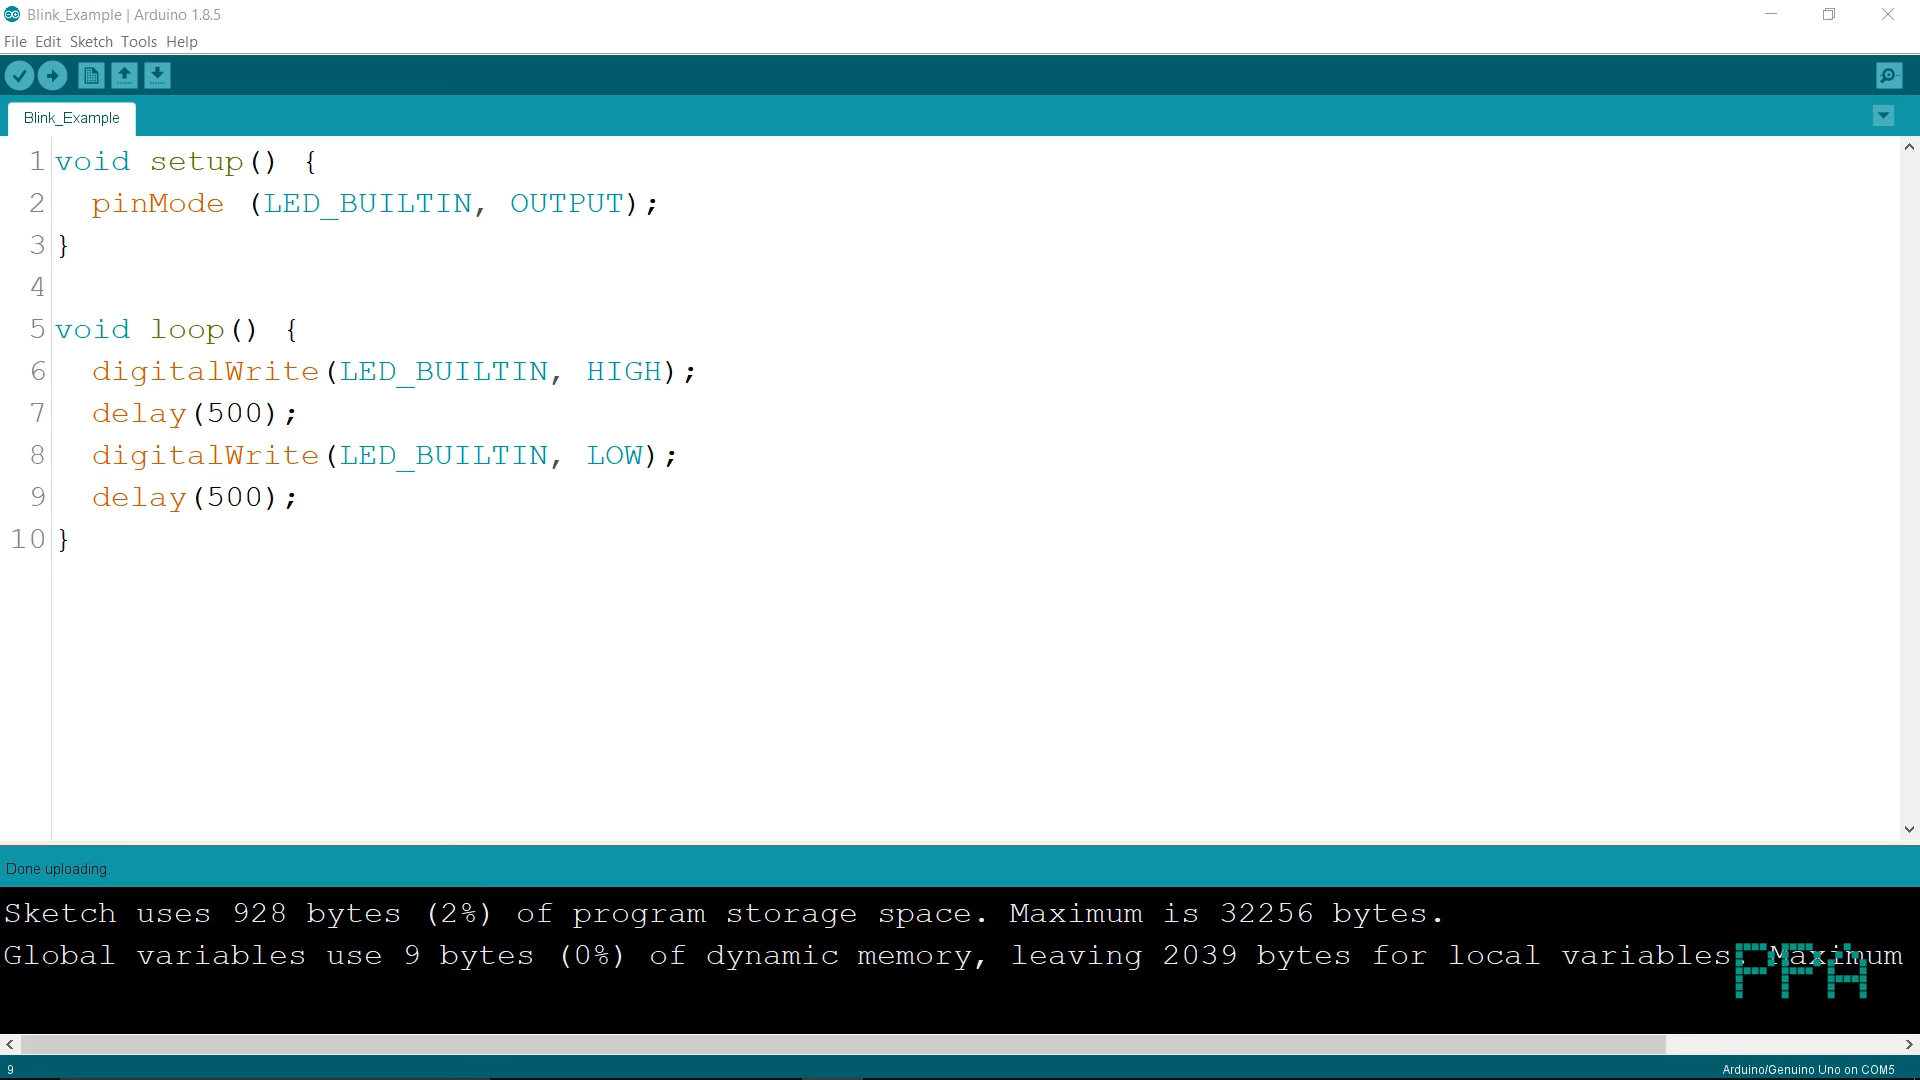 Blink_Example | Arduino 1.8.5
File Edit Sketch Tools Help
Blink_Example
1 void setup() {
2   pinMode (LED_BUILTIN, OUTPUT);
3 }
4
5 void loop() {
6   digitalWrite(LED_BUILTIN, HIGH);
7   delay(500);
8   digitalWrite(LED_BUILTIN, LOW);
9   delay(500);
10 }
Done uploading.
Sketch uses 928 bytes (2%) of program storage space. Maximum is 32256 bytes.
Global variables use 9 bytes (0%) of dynamic memory, leaving 2039 bytes for local variables. Maximum
PPA
9
Arduino/Genuino Uno on COM5